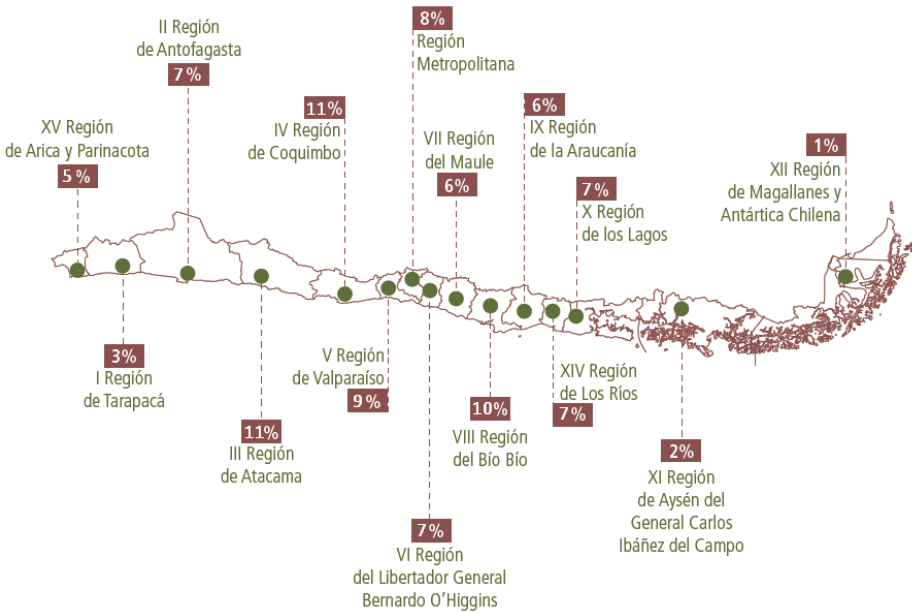 II Región
de Antofagasta
7%
8%
Región
Metropolitana
XV Región
de Arica y Parinacota
5%
11%
IV Región
de Coquimbo
VII Región
del Maule
6%
6%
IX Región
de la Araucanía
7%
X Región
de los Lagos
1%
XII Región
de Magallanes y
Antártica Chilena
3%
I Región
de Tarapacá
11%
III Región
de Atacama
V Región
de Valparaíso
9%
7%
VI Región
del Libertador General
Bernardo O’Higgins
10%
VIII Región
del Bío Bío
XIV Región
de Los Ríos
7%
2%
XI Región
de Aysén del
General Carlos
Ibáñez del Campo